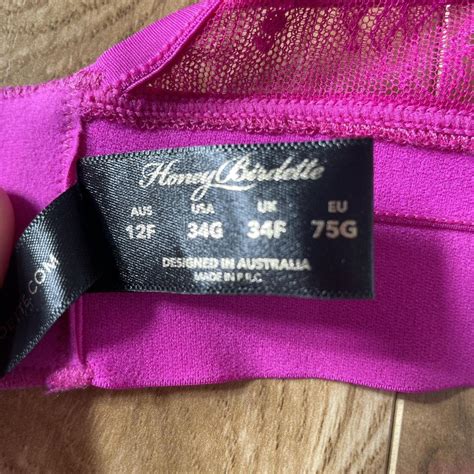 Honey Birdette
AUS USA UK EU
12F 34G 34F 75G
DESIGNED IN AUSTRALIA
MADE IN P.R.C.